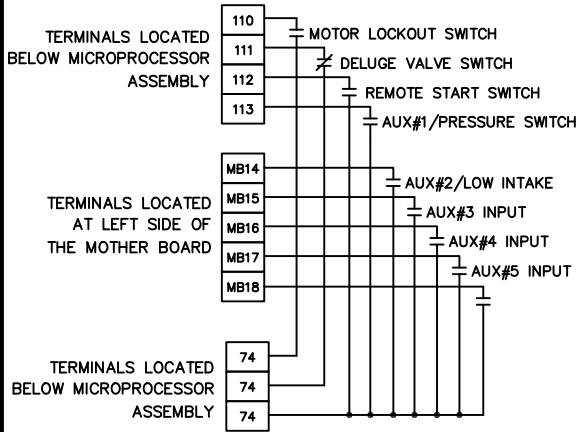 110
MOTOR LOCKOUT SWITCH
TERMINALS LOCATED
BELOW MICROPROCESSOR
ASSEMBLY
111
DELUGE VALVE SWITCH
112
REMOTE START SWITCH
113
AUX#1/PRESSURE SWITCH
MB14
AUX#2/LOW INTAKE
TERMINALS LOCATED
AT LEFT SIDE OF
THE MOTHER BOARD
MB15
AUX#3 INPUT
MB16
AUX#4 INPUT
MB17
AUX#5 INPUT
MB18
TERMINALS LOCATED
BELOW MICROPROCESSOR
ASSEMBLY
74
74
74